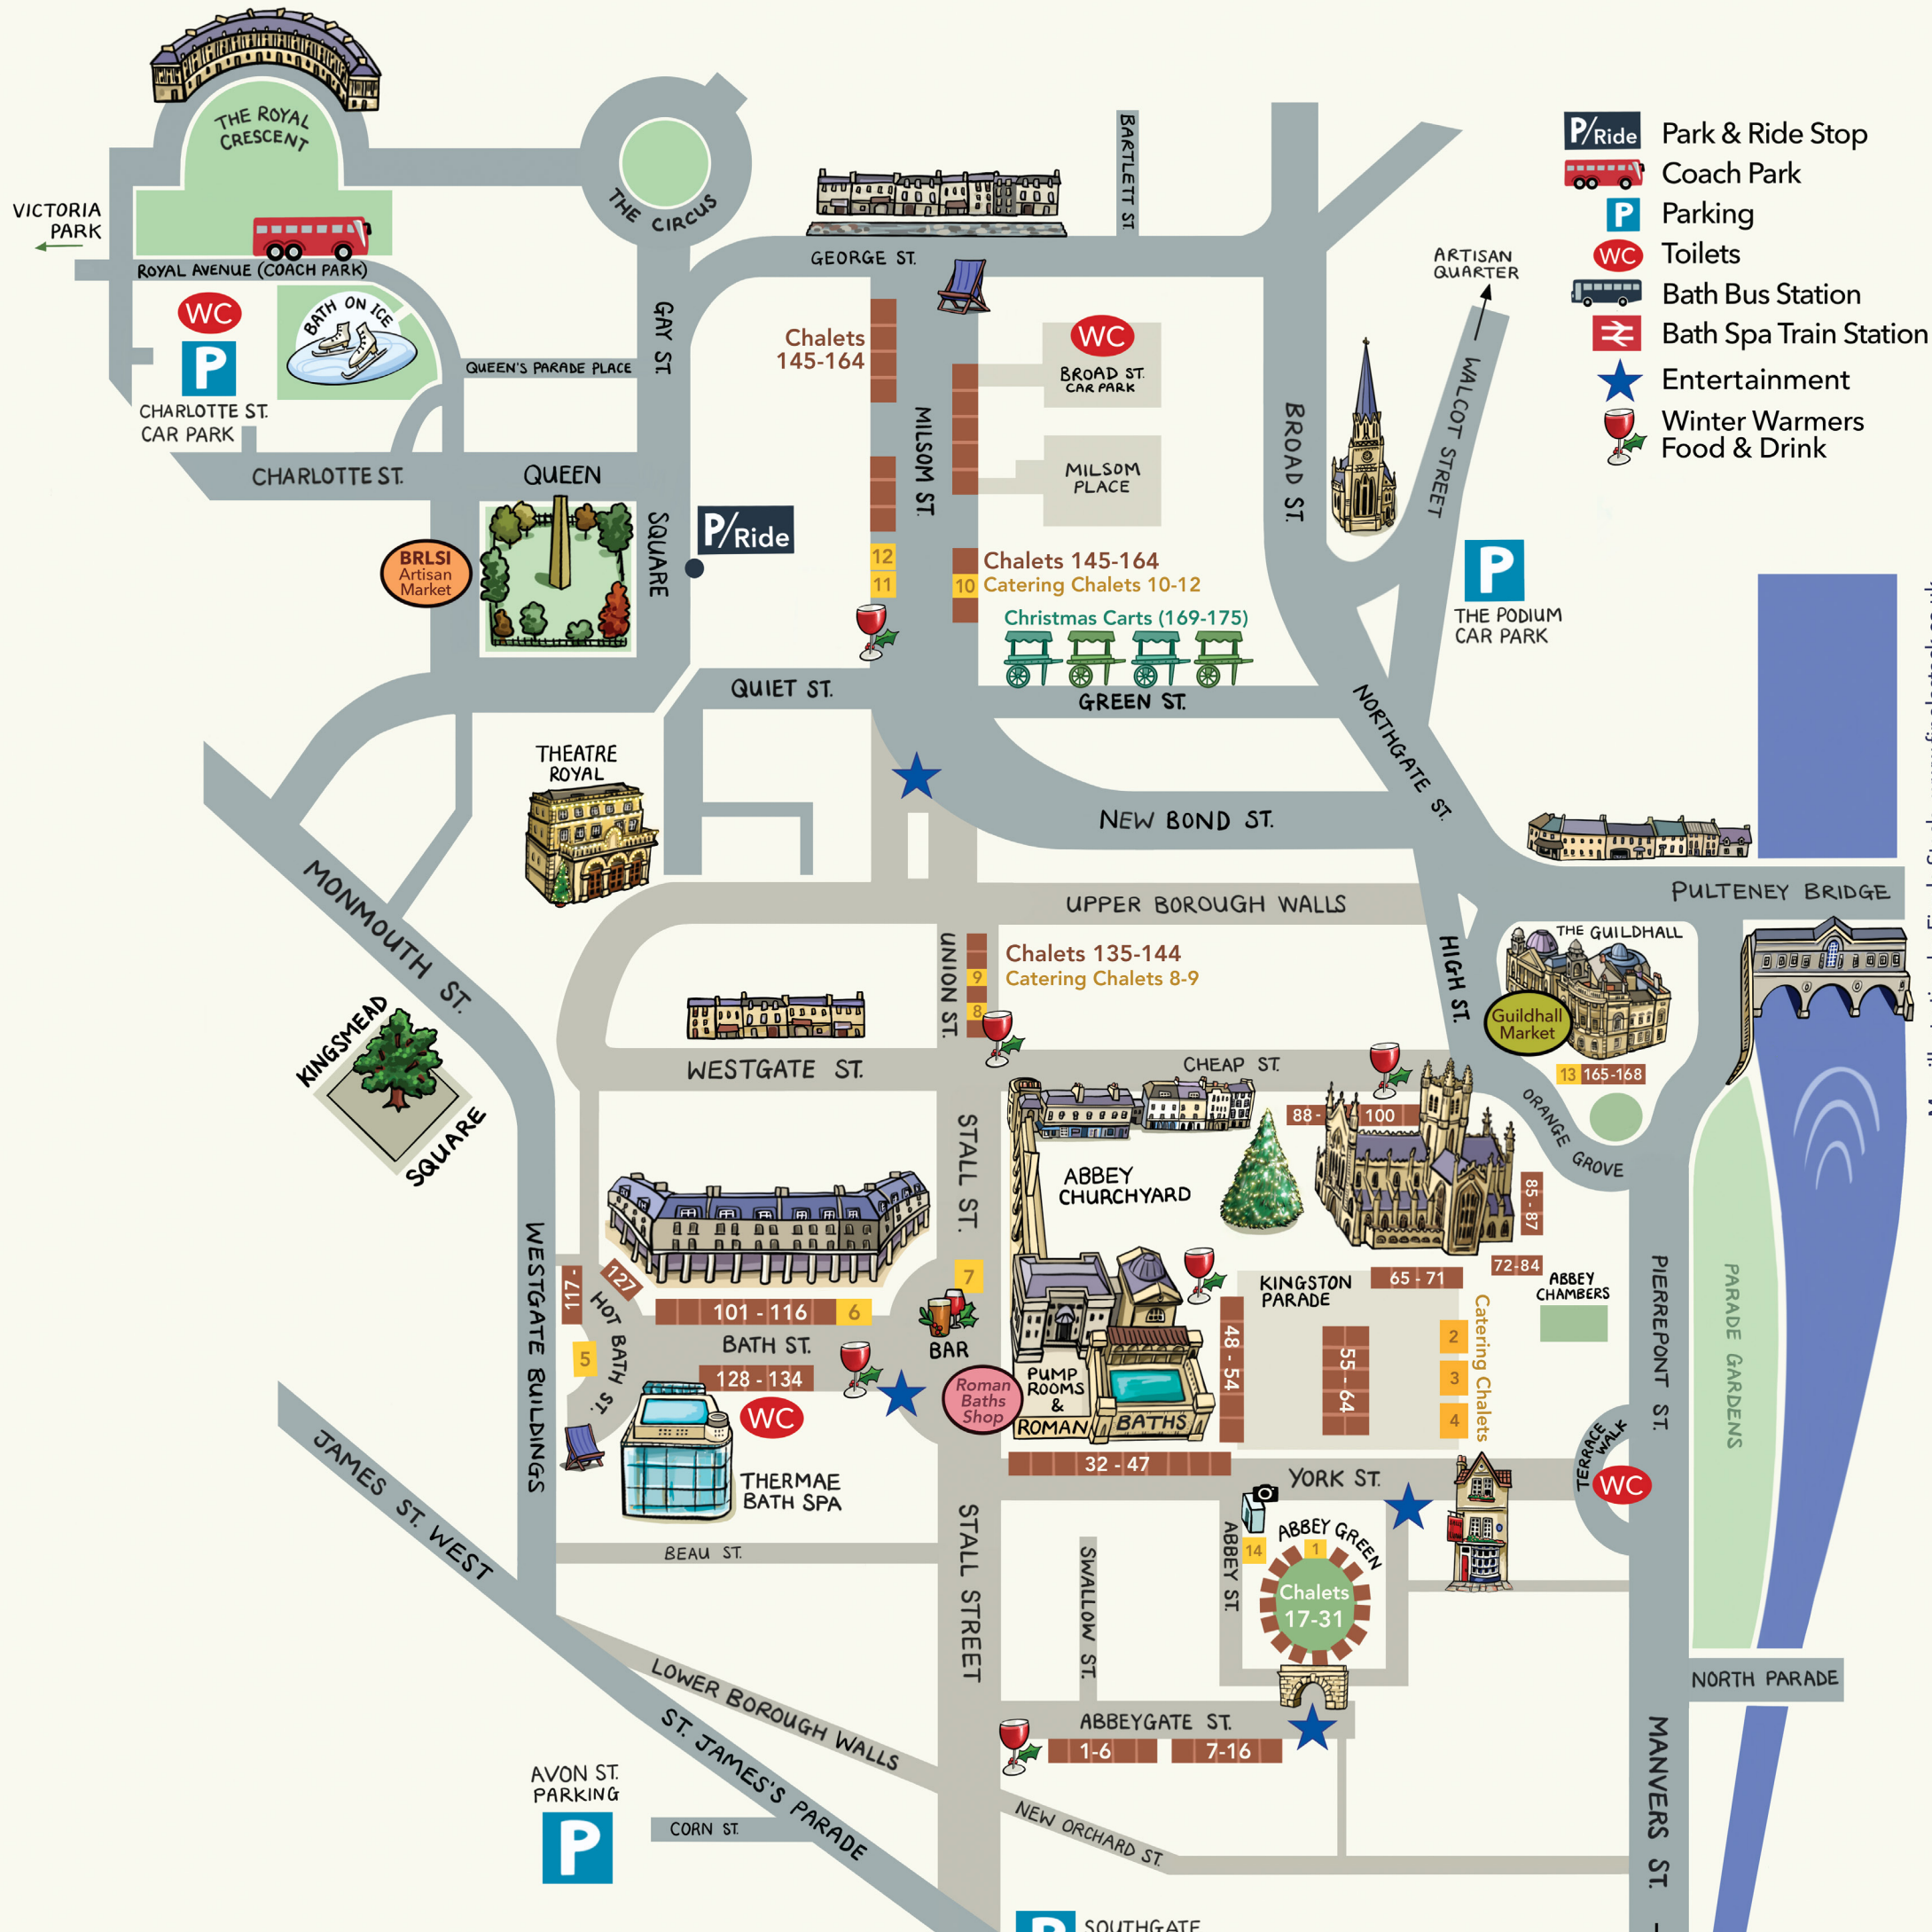 THE ROYAL
CRESCENT
VICTORIA
PARK
ROYAL AVENUE (COACH PARK)
WC
P
CHARLOTTE ST.
CAR PARK
BATH ON ICE
THE CIRCUS
GAY ST.
QUEEN'S PARADE PLACE
CHARLOTTE ST.
QUEEN
SQUARE
BRLSI
Artisan
Market
P/Ride
GEORGE ST.
BARTLETT ST.
Chalets
145-164
MILSOM ST.
WC
BROAD ST.
CAR PARK
MILSOM
PLACE
BROAD ST.
ARTISAN
QUARTER
WALCOT STREET
P/Ride Park & Ride Stop
Coach Park
P Parking
WC Toilets
Bath Bus Station
Bath Spa Train Station
Entertainment
Winter Warmers
Food & Drink
P
THE PODIUM
CAR PARK
12
11
10
Chalets 145-164
Catering Chalets 10-12
Christmas Carts (169-175)
QUIET ST.
GREEN ST.
NORTHGATE ST.
THEATRE
ROYAL
NEW BOND ST.
MONMOUTH ST.
UPPER BOROUGH WALLS
PULTENEY BRIDGE
UNION ST.
9
8
Chalets 135-144
Catering Chalets 8-9
HIGH ST.
THE GUILDHALL
Guildhall
Market
13 165-168
KINGSMEAD
SQUARE
WESTGATE ST.
CHEAP ST.
ORANGE GROVE
STALL ST.
88- 100
ABBEY
CHURCHYARD
85 - 87
72-84
65 - 71
KINGSTON
PARADE
ABBEY
CHAMBERS
PIERREPONT ST.
PARADE GARDENS
WESTGATE BUILDINGS
117 -
127
HOT BATH ST.
101 - 116
6
7
BATH ST.
BAR
5
128 - 134
WC
Roman
Baths
Shop
PUMP
ROOMS
&
ROMAN
BATHS
48 - 54
55 - 64
2
3
4
Catering Chalets
THERMAE
BATH SPA
32 - 47
YORK ST.
TERRACE
WALK
WC
JAMES ST. WEST
BEAU ST.
STALL STREET
SWALLOW ST.
ABBEY ST.
14
ABBEY GREEN
1
Chalets
17-31
NORTH PARADE
LOWER BOROUGH WALLS
ABBEYGATE ST.
1-6
7-16
ST. JAMES'S PARADE
AVON ST.
PARKING
P
CORN ST.
NEW ORCHARD ST.
MANVERS ST.
P
SOUTHGATE